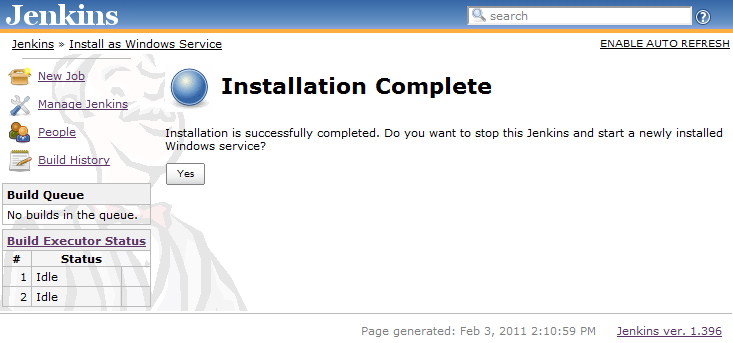 Jenkins
search
Jenkins » Install as Windows Service
ENABLE AUTO REFRESH
New Job
Manage Jenkins
People
Build History
Build Queue
No builds in the queue.
Build Executor Status
# Status
1 Idle
2 Idle
Installation Complete
Installation is successfully completed. Do you want to stop this Jenkins and start a newly installed
Windows service?
Yes
Page generated: Feb 3, 2011 2:10:59 PM Jenkins ver. 1.396